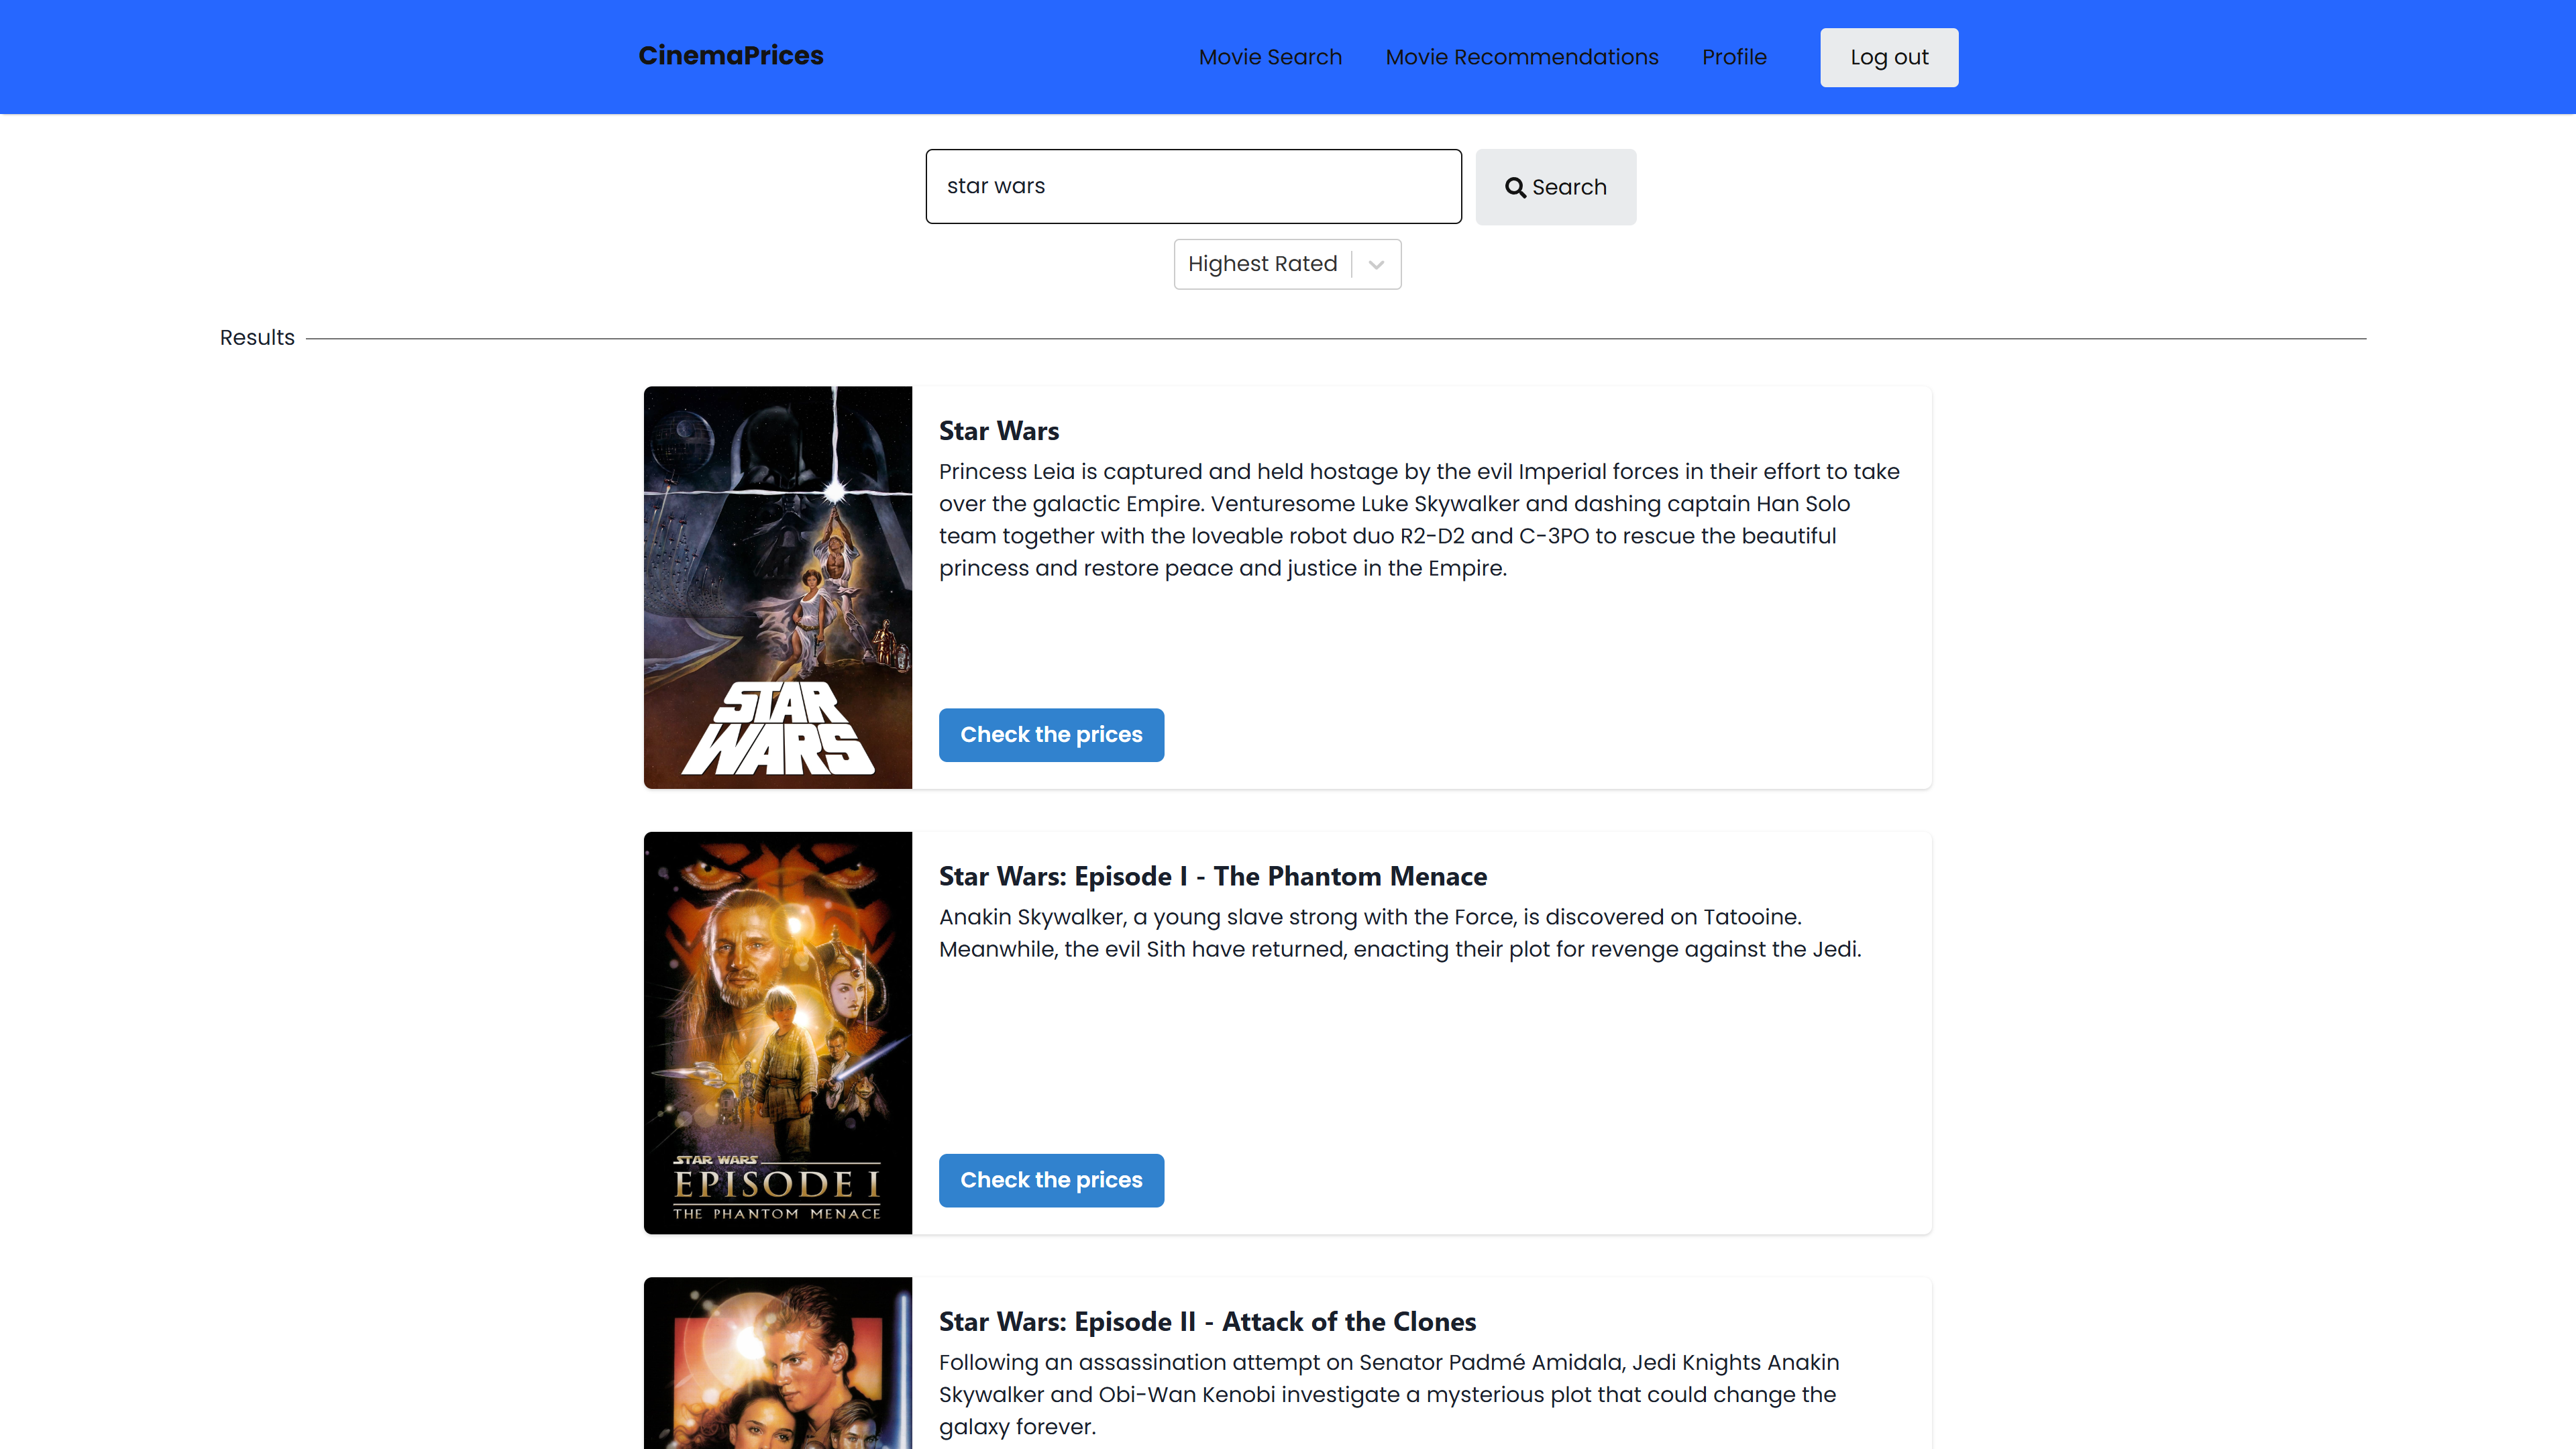 CinemaPrices
Movie Search
Movie Recommendations
Profile
Log out
star wars
Search
Highest Rated
Results
STAR
WARS
Star Wars
Princess Leia is captured and held hostage by the evil Imperial forces in their effort to take
over the galactic Empire. Venturesome Luke Skywalker and dashing captain Han Solo
team together with the loveable robot duo R2-D2 and C-3PO to rescue the beautiful
princess and restore peace and justice in the Empire.
Check the prices
STAR WARS
EPISODE I
THE PHANTOM MENACE
Star Wars: Episode I - The Phantom Menace
Anakin Skywalker, a young slave strong with the Force, is discovered on Tatooine.
Meanwhile, the evil Sith have returned, enacting their plot for revenge against the Jedi.
Check the prices
Star Wars: Episode II - Attack of the Clones
Following an assassination attempt on Senator Padmé Amidala, Jedi Knights Anakin
Skywalker and Obi-Wan Kenobi investigate a mysterious plot that could change the
galaxy forever.